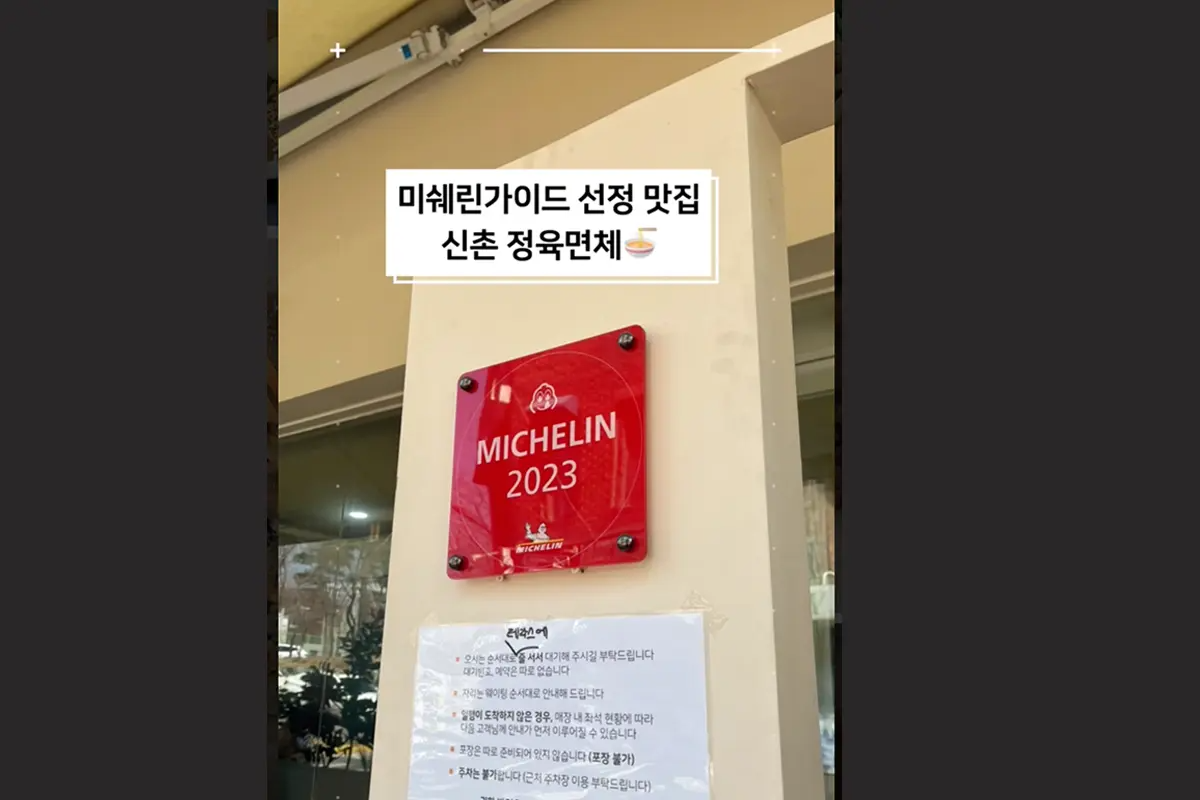 미쉐린가이드 선정 맛집
신촌 정육면체
MICHELIN
2023
MICHELIN
테라스에
오시는 순서대로 줄 서서 대기해 주시길 부탁드립니다
대기번호, 예약은 따로 없습니다
자리는 웨이팅 순서대로 안내해 드립니다
일행이 도착하지 않은 경우, 매장 내 좌석 현황에 따라
다음 고객님께 안내가 먼저 이루어질 수 있습니다
포장은 따로 준비되어 있지 않습니다 (포장 불가)
주차는 불가합니다 (근처 주차장 이용 부탁드립니다)